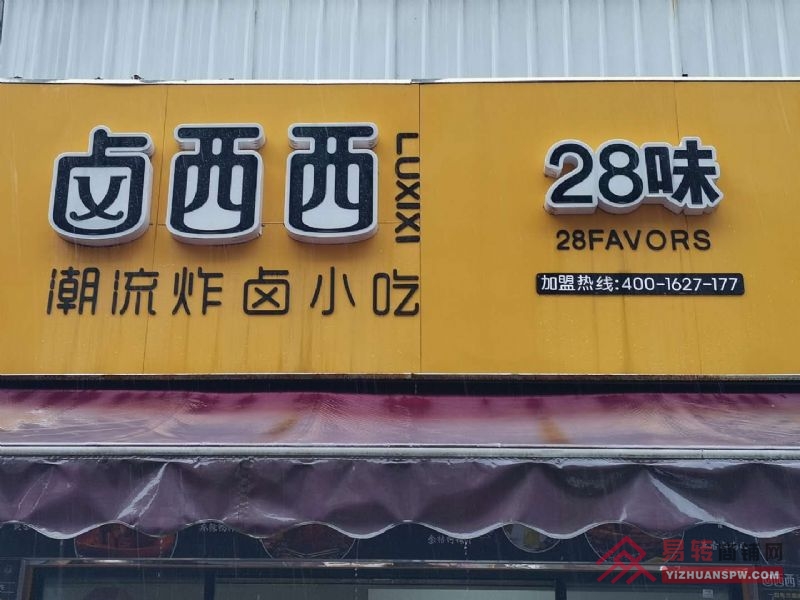 卤西西
LUXIXI
潮流炸卤小吃
28味
28FAVORS
加盟热线:400-1627-177
易转商铺网
YIZHUANSPW.COM